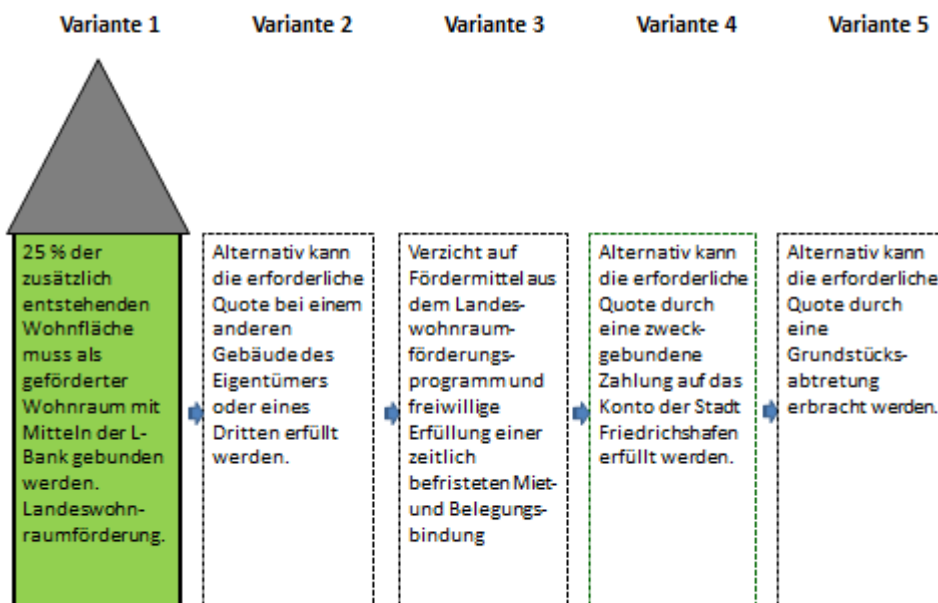 Variante 1
Variante 2
Variante 3
Variante 4
Variante 5
25 % der
zusätzlich
entstehenden
Wohnfläche
muss als
geförderter
Wohnraum mit
Mitteln der L-
Bank gebunden
werden.
Landeswohn-
raumförderung.
Alternativ kann
die erforderliche
Quote bei einem
anderen
Gebäude des
Eigentümers
oder eines
Dritten erfüllt
werden.
Verzicht auf
Fördermittel aus
dem Landes-
wohnraum-
förderungs-
programm und
freiwillige
Erfüllung einer
zeitlich
befristeten Miet-
und Belegungs-
bindung
Alternativ kann
die erforderliche
Quote durch
eine zweck-
gebundene
Zahlung auf das
Konto der Stadt
Friedrichshafen
erfüllt werden.
Alternativ kann
die erforderliche
Quote durch
eine
Grundstücks-
abtretung
erbracht werden.